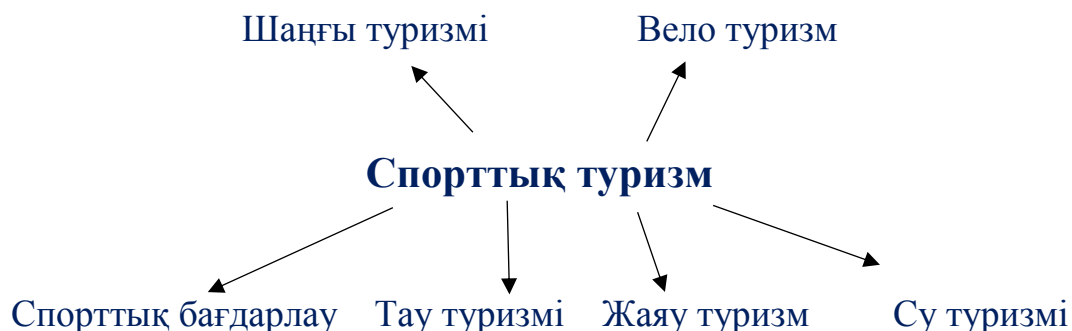 Шаңғы туризмі Вело туризм
Спорттық туризм
Спорттық бағдарлау Тау туризмі Жаяу туризм Су туризмі